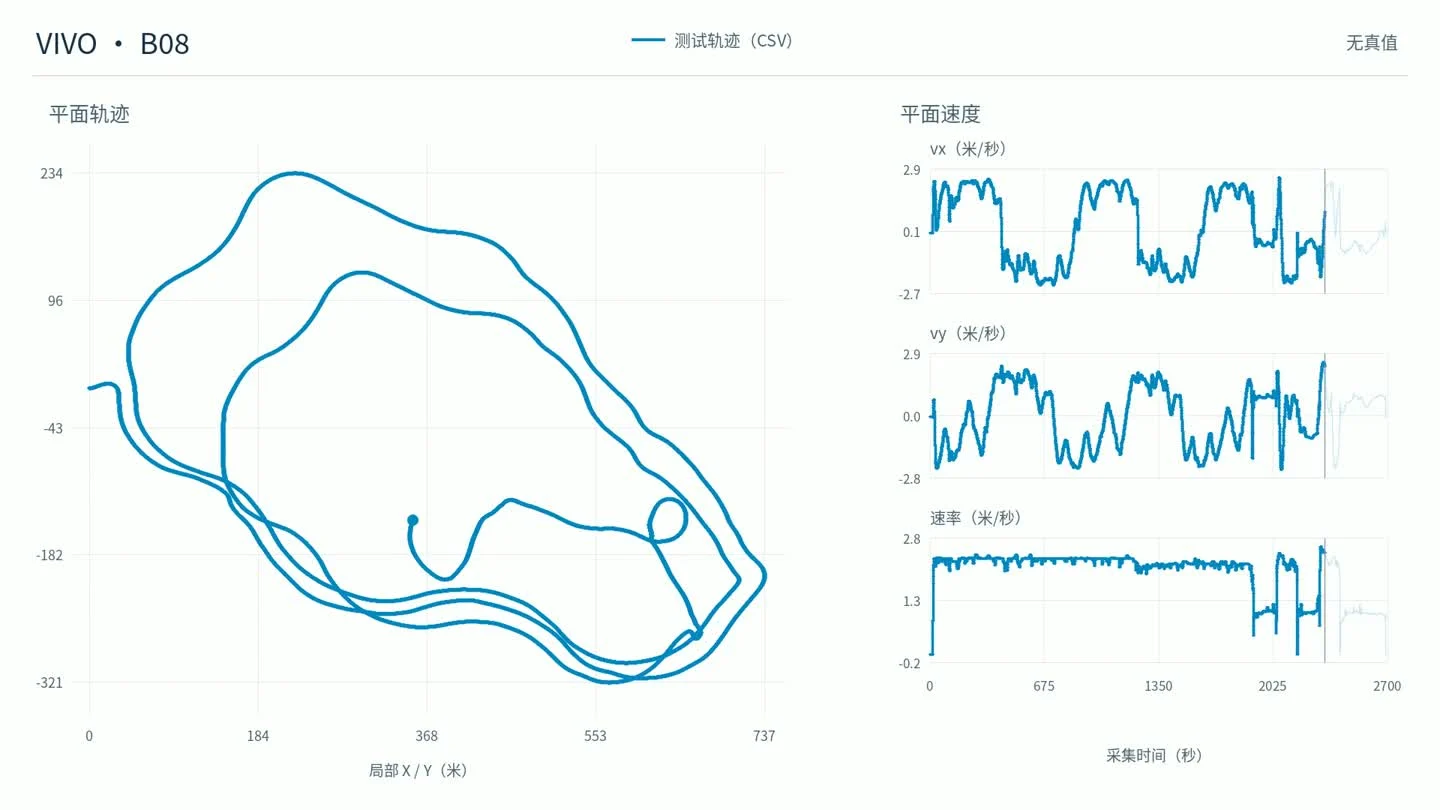 VIVO • B08
测试轨迹（CSV）
无真值
平面轨迹
234
96
-43
-182
-321
0 184 368 553 737
局部 X / Y（米）
平面速度
vx（米/秒）
2.9
0.1
-2.7
vy（米/秒）
2.9
0.0
-2.8
速率（米/秒）
2.8
1.3
-0.2
0 675 1350 2025 2700
采集时间（秒）